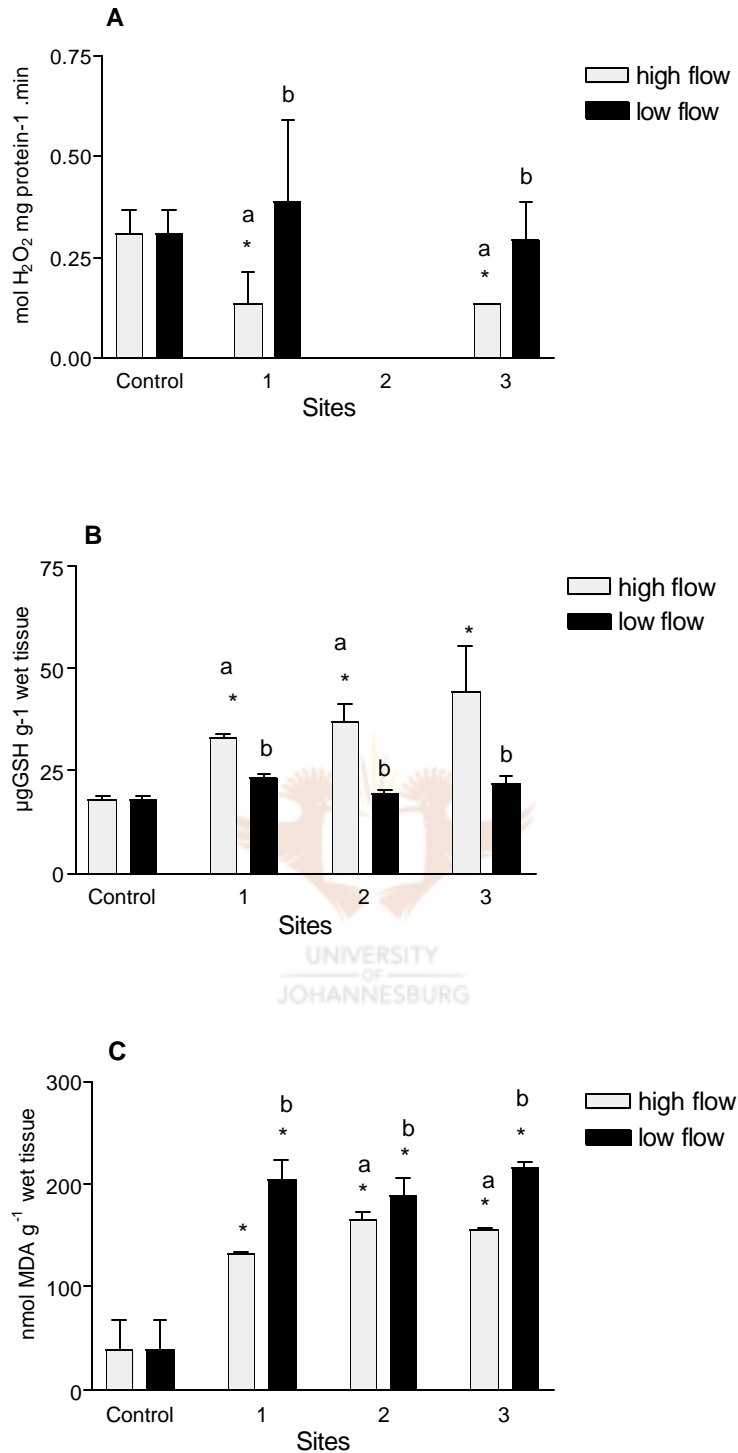 A
0.75
0.50
0.25
0.00
mol H₂O₂ mg protein-1 .min
high flow
low flow
a
*
b
a
*
b
Control 1 2 3
Sites
B
75
50
25
0
µgGSH g-1 wet tissue
high flow
low flow
a
*
b
a
*
b
*
b
Control 1 2 3
Sites
UNIVERSITY
OF
JOHANNESBURG
C
300
200
100
0
nmol MDA g⁻¹ wet tissue
high flow
low flow
*
b
*
a
*
b
*
a
*
b
*
Control 1 2 3
Sites